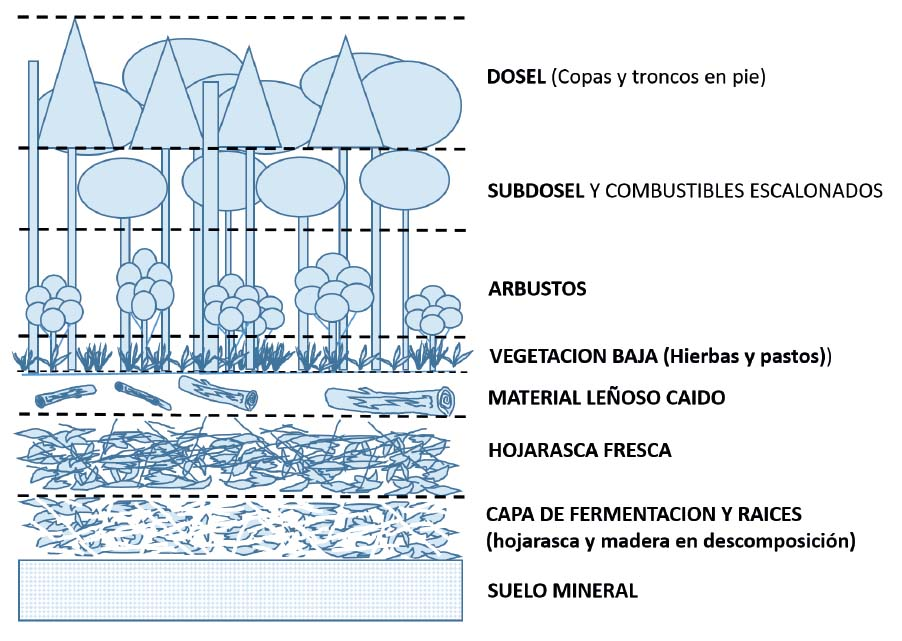 DOSEL (Copas y troncos en pie)
SUBDOSEL Y COMBUSTIBLES ESCALONADOS
ARBUSTOS
VEGETACION BAJA (Hierbas y pastos))
MATERIAL LEÑOSO CAIDO
HOJARASCA FRESCA
CAPA DE FERMENTACION Y RAICES
(hojarasca y madera en descomposición)
SUELO MINERAL